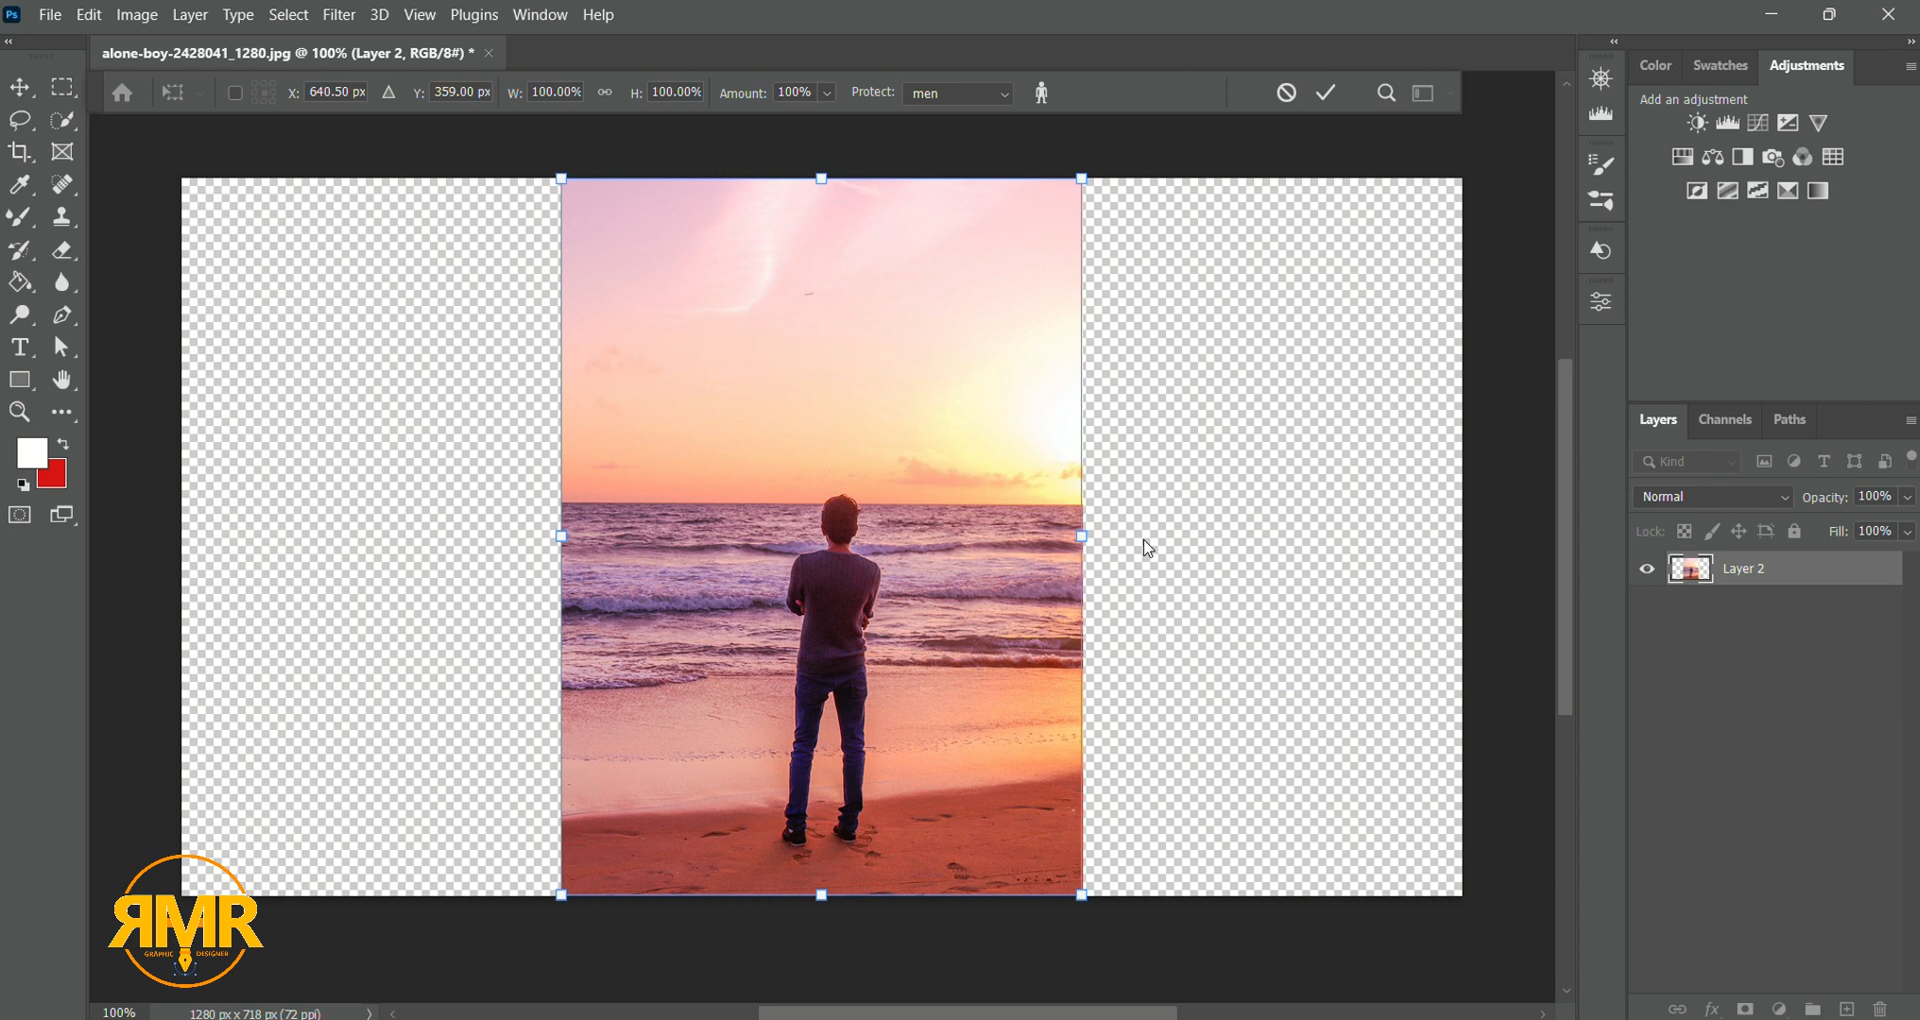 Ps File Edit Image Layer Type Select Filter 3D View Plugins Window Help
alone-boy-2428041_1280.jpg @ 100% (Layer 2, RGB/8#) *
X: 640.50 px Y: 359.00 px W: 100.00% H: 100.00% Amount: 100% Protect: men
Color Swatches Adjustments
Add an adjustment
Layers Channels Paths
Kind
Normal Opacity: 100%
Lock: Fill: 100%
Layer 2
fx
RMR
GRAPHIC DESIGNER
100% 1280 px x 718 px (72 ppi)